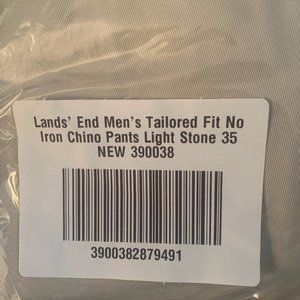 Lands' End Men's Tailored Fit No
Iron Chino Pants Light Stone 35
NEW 390038
3900382879491